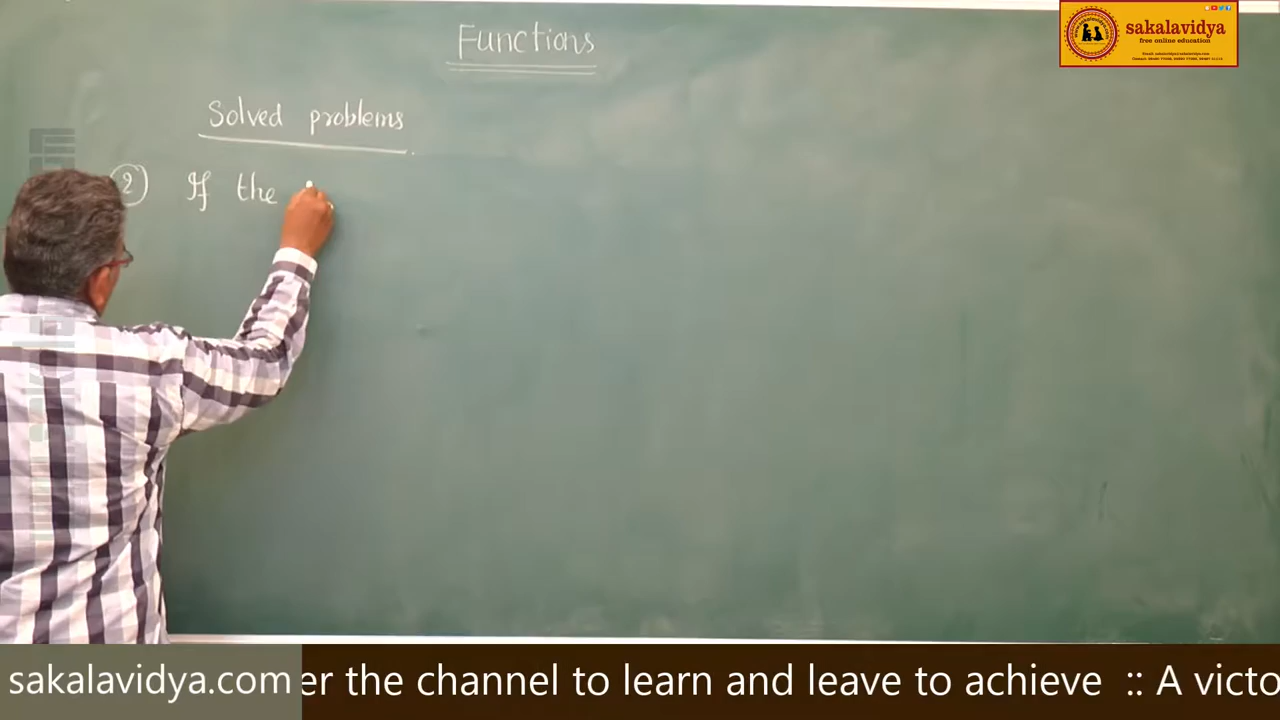 Functions
sakalavidya
free online education
Solved problems
2) If the
sakalavidya.com er the channel to learn and leave to achieve :: A victo